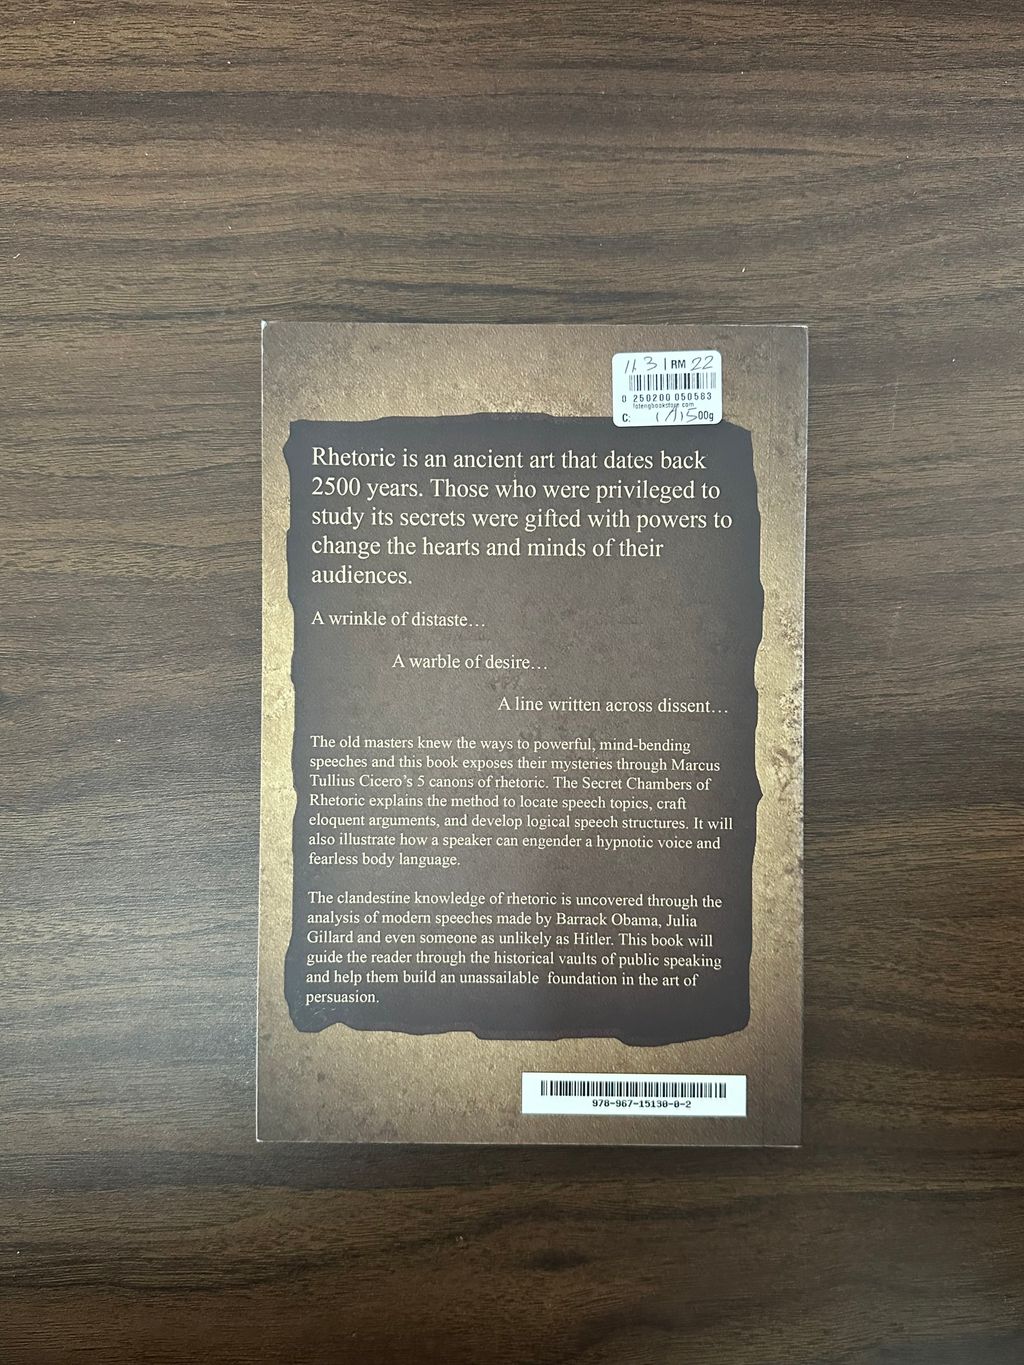 RM 22
0 250200 050583
C: 500g
Rhetoric is an ancient art that dates back
2500 years. Those who were privileged to
study its secrets were gifted with powers to
change the hearts and minds of their
audiences.
A wrinkle of distaste…
A warble of desire…
A line written across dissent…
The old masters knew the ways to powerful, mind-bending
speeches and this book exposes their mysteries through Marcus
Tullius Cicero's 5 canons of rhetoric. The Secret Chambers of
Rhetoric explains the method to locate speech topics, craft
eloquent arguments, and develop logical speech structures. It will
also illustrate how a speaker can engender a hypnotic voice and
fearless body language.
The clandestine knowledge of rhetoric is uncovered through the
analysis of modern speeches made by Barrack Obama, Julia
Gillard and even someone as unlikely as Hitler. This book will
guide the reader through the historical vaults of public speaking
and help them build an unassailable foundation in the art of
persuasion.
978-967-15130-0-2